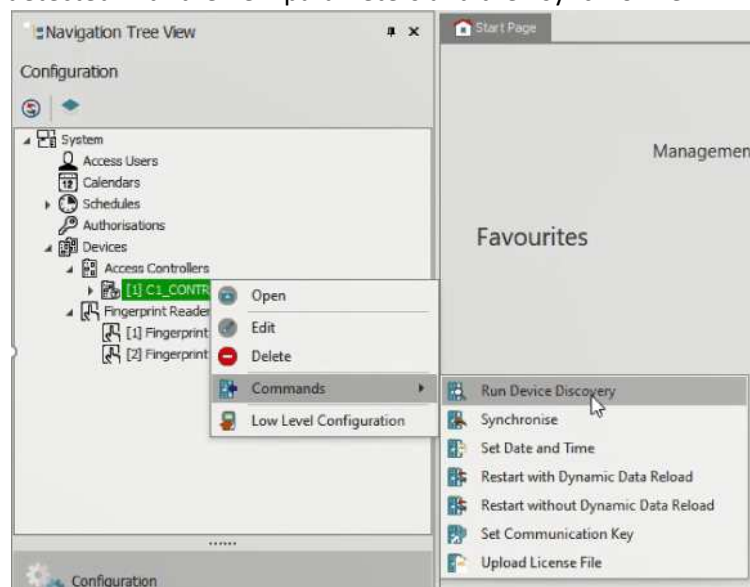 Navigation Tree View
Start Page
Configuration
Management
Favourites
System
Access Users
12 Calendars
Schedules
Authorisations
Devices
Access Controllers
[1] C1_CONTR
Fingerprint Reader
[1] Fingerprint
[2] Fingerprint
Open
Edit
Delete
Commands
Low Level Configuration
Run Device Discovery
Synchronise
Set Date and Time
Restart with Dynamic Data Reload
Restart without Dynamic Data Reload
Set Communication Key
Upload License File
Configuration